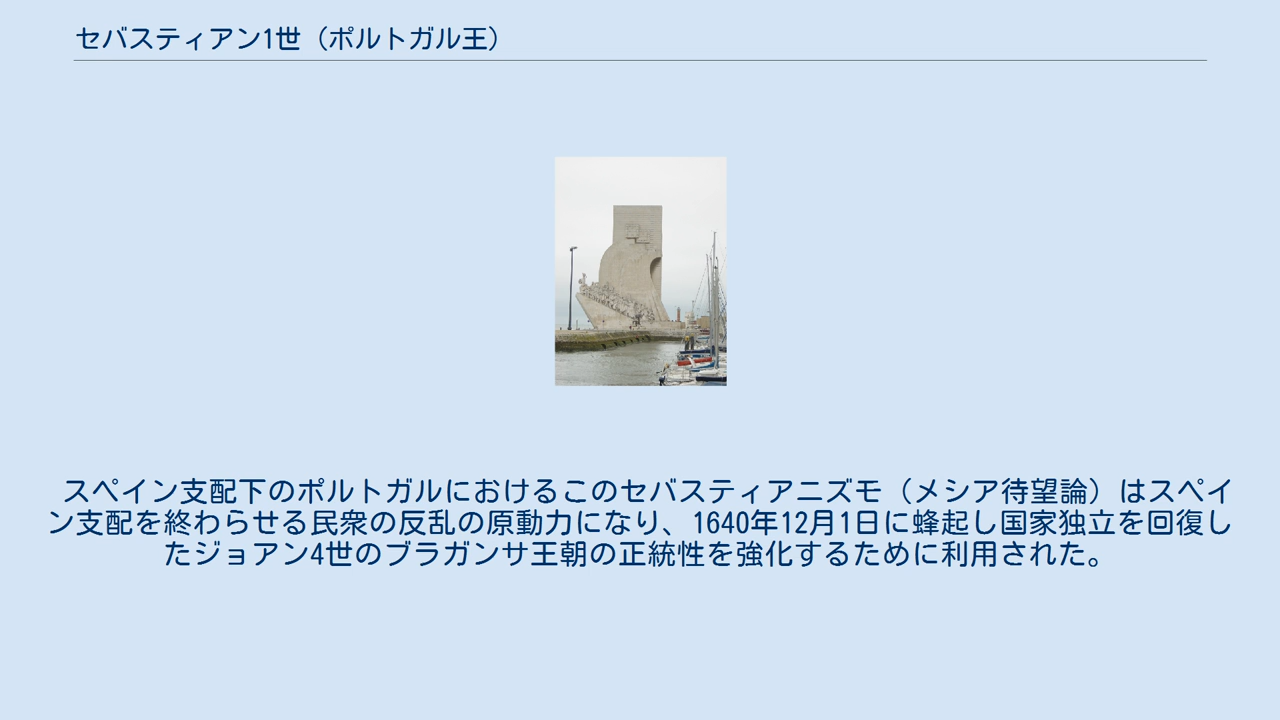 セバスティアン1世（ポルトガル王）
スペイン支配下のポルトガルにおけるこのセバスティアニズモ（メシア待望論）はスペイ
ン支配を終わらせる民衆の反乱の原動力になり、1640年12月1日に蜂起し国家独立を回復し
たジョアン4世のブラガンサ王朝の正統性を強化するために利用された。